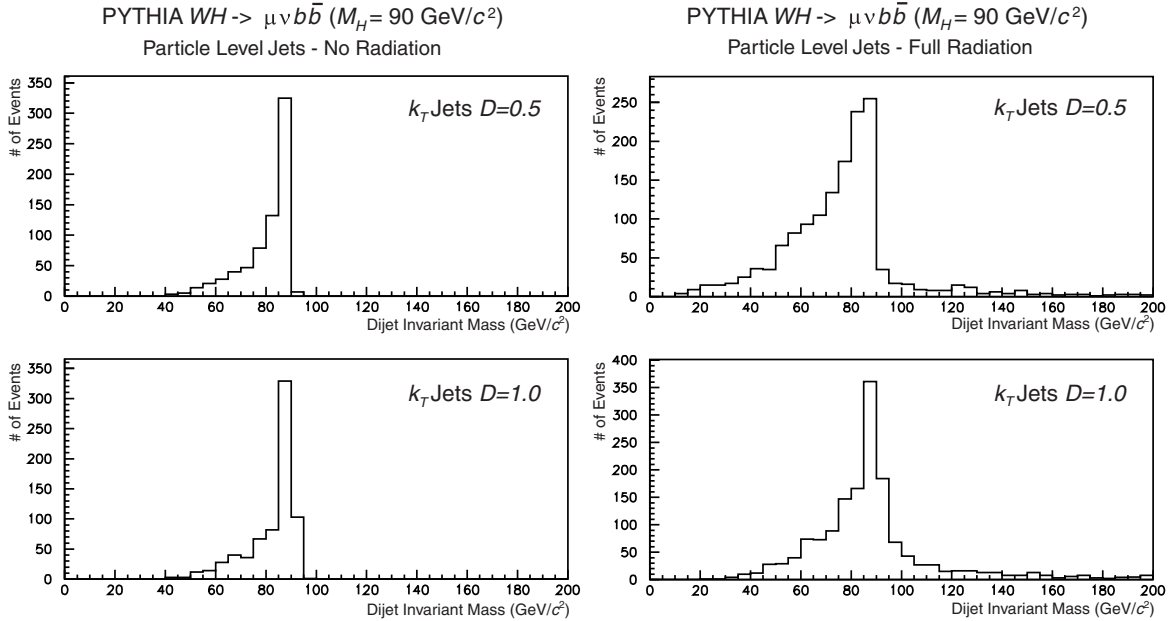 PYTHIA WH -> μνbb̄ (M_H = 90 GeV/c²)
Particle Level Jets - No Radiation
# of Events
350
300
250
200
150
100
50
0
k_T Jets D=0.5
0 20 40 60 80 100 120 140 160 180 200
Dijet Invariant Mass (GeV/c²)
PYTHIA WH -> μνbb̄ (M_H = 90 GeV/c²)
Particle Level Jets - Full Radiation
# of Events
250
200
150
100
50
0
k_T Jets D=0.5
0 20 40 60 80 100 120 140 160 180 200
Dijet Invariant Mass (GeV/c²)
# of Events
350
300
250
200
150
100
50
0
k_T Jets D=1.0
0 20 40 60 80 100 120 140 160 180 200
Dijet Invariant Mass (GeV/c²)
# of Events
400
350
300
250
200
150
100
50
0
k_T Jets D=1.0
0 20 40 60 80 100 120 140 160 180 200
Dijet Invariant Mass (GeV/c²)